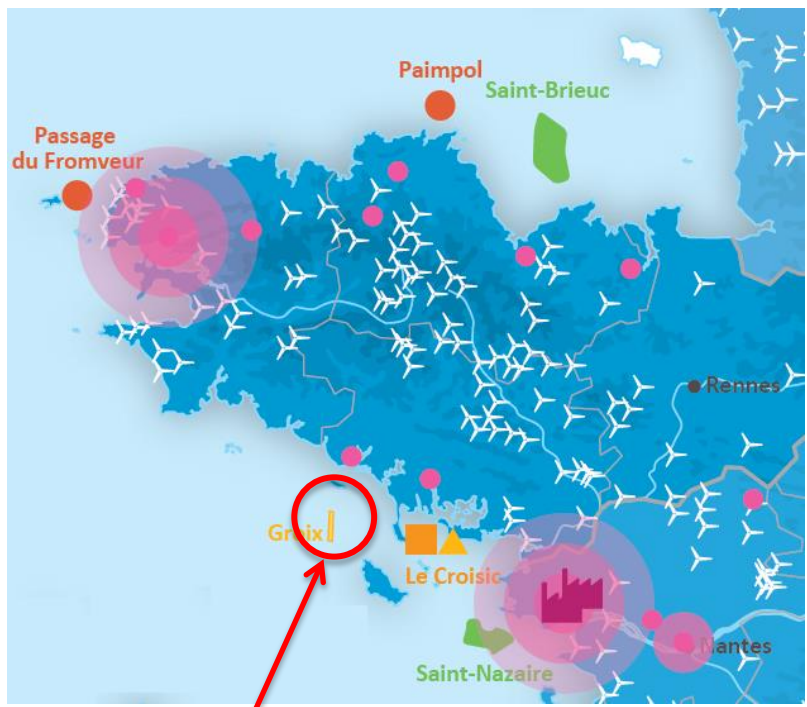 Paimpol
Saint-Brieuc
Passage
du Fromveur
Rennes
Groix
Le Croisic
Nantes
Saint-Nazaire